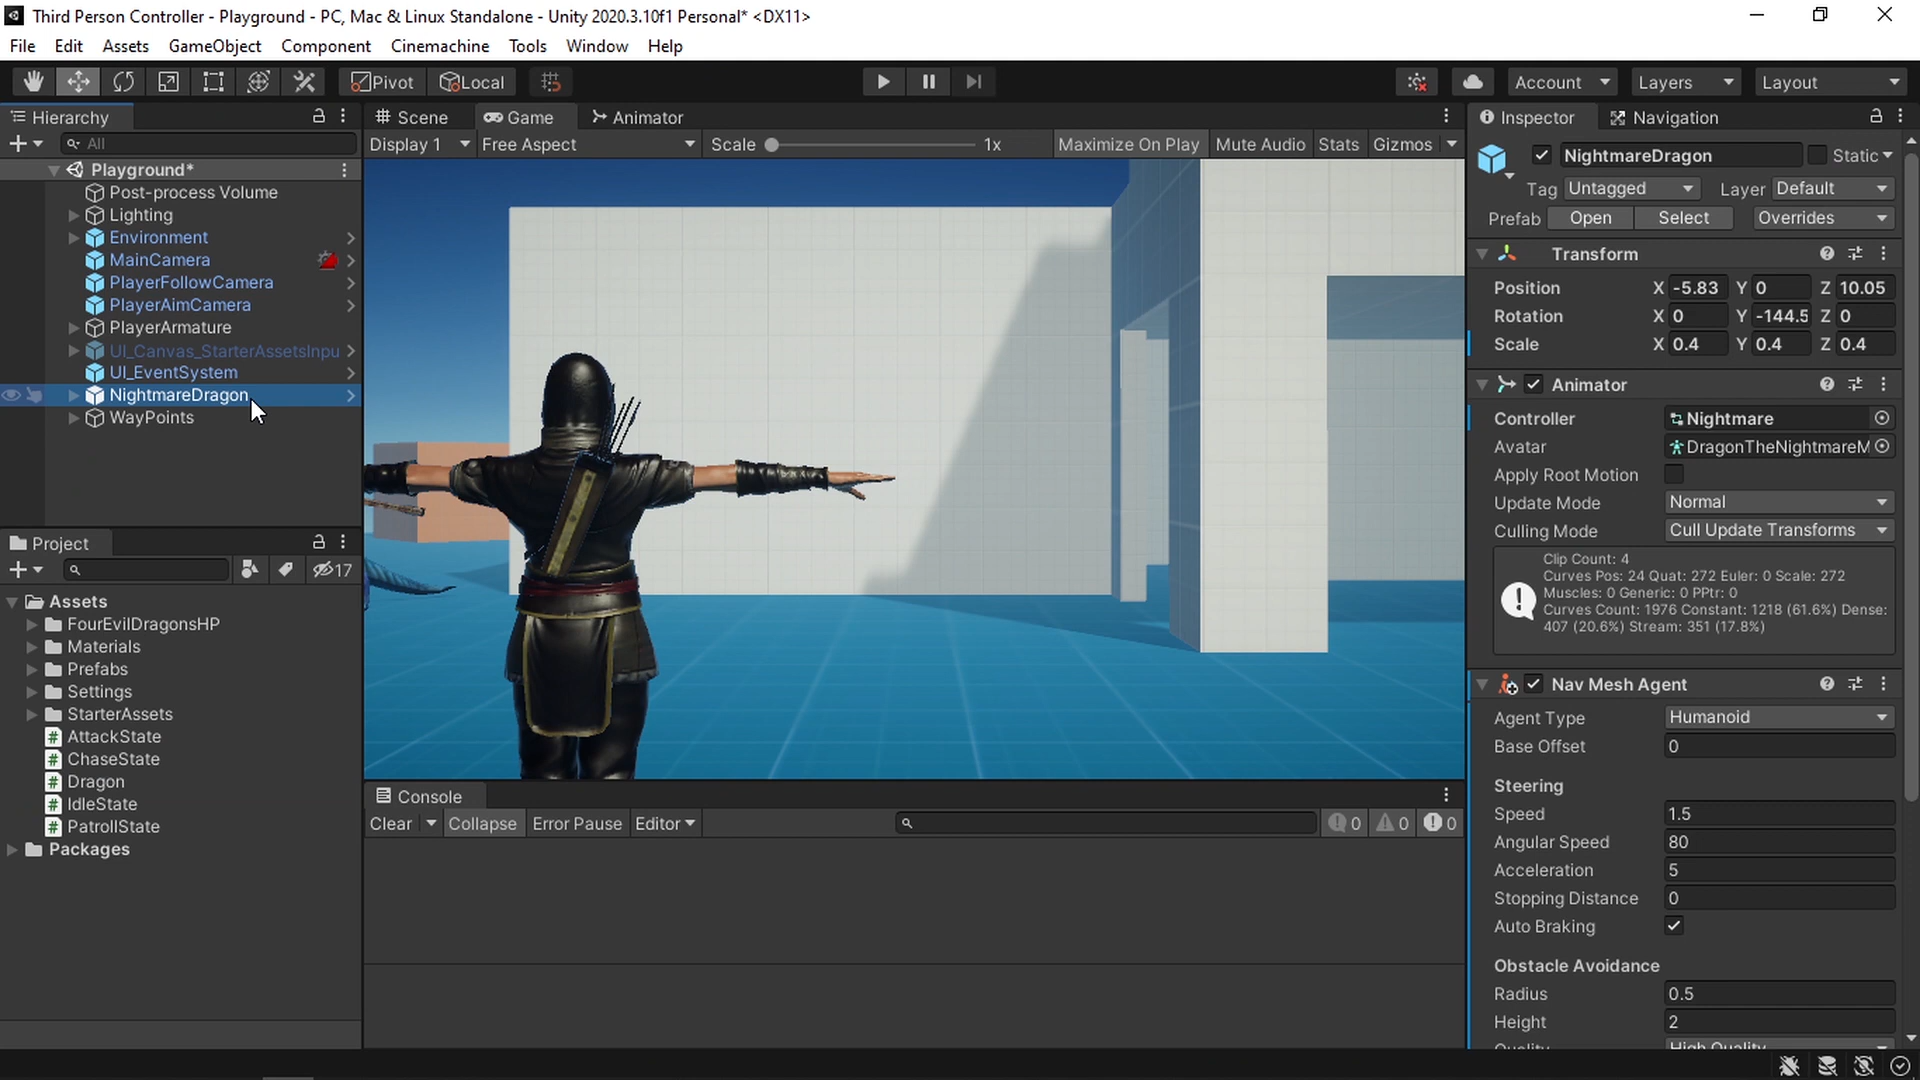 Third Person Controller - Playground - PC, Mac & Linux Standalone - Unity 2020.3.10f1 Personal* <DX11>
File Edit Assets GameObject Component Cinemachine Tools Window Help
Pivot Local Account Layers Layout
Hierarchy
All
Playground*
Post-process Volume
Lighting
Environment
MainCamera
PlayerFollowCamera
PlayerAimCamera
PlayerArmature
UI_Canvas_StarterAssetsInpu
UI_EventSystem
NightmareDragon
WayPoints
Project
17
Assets
FourEvilDragonsHP
Materials
Prefabs
Settings
StarterAssets
AttackState
ChaseState
Dragon
IdleState
PatrollState
Packages
Scene Game Animator
Display 1 Free Aspect Scale 1x Maximize On Play Mute Audio Stats Gizmos
Console
Clear Collapse Error Pause Editor 0 0 0
Inspector Navigation
NightmareDragon Static
Tag Untagged Layer Default
Prefab Open Select Overrides
Transform
Position X -5.83 Y 0 Z 10.05
Rotation X 0 Y -144.5 Z 0
Scale X 0.4 Y 0.4 Z 0.4
Animator
Controller Nightmare
Avatar DragonTheNightmareM
Apply Root Motion
Update Mode Normal
Culling Mode Cull Update Transforms
Clip Count: 4
Curves Pos: 24 Quat: 272 Euler: 0 Scale: 272
Muscles: 0 Generic: 0 PPtr: 0
Curves Count: 1976 Constant: 1218 (61.6%) Dense:
407 (20.6%) Stream: 351 (17.8%)
Nav Mesh Agent
Agent Type Humanoid
Base Offset 0
Steering
Speed 1.5
Angular Speed 80
Acceleration 5
Stopping Distance 0
Auto Braking
Obstacle Avoidance
Radius 0.5
Height 2
Quality High Quality